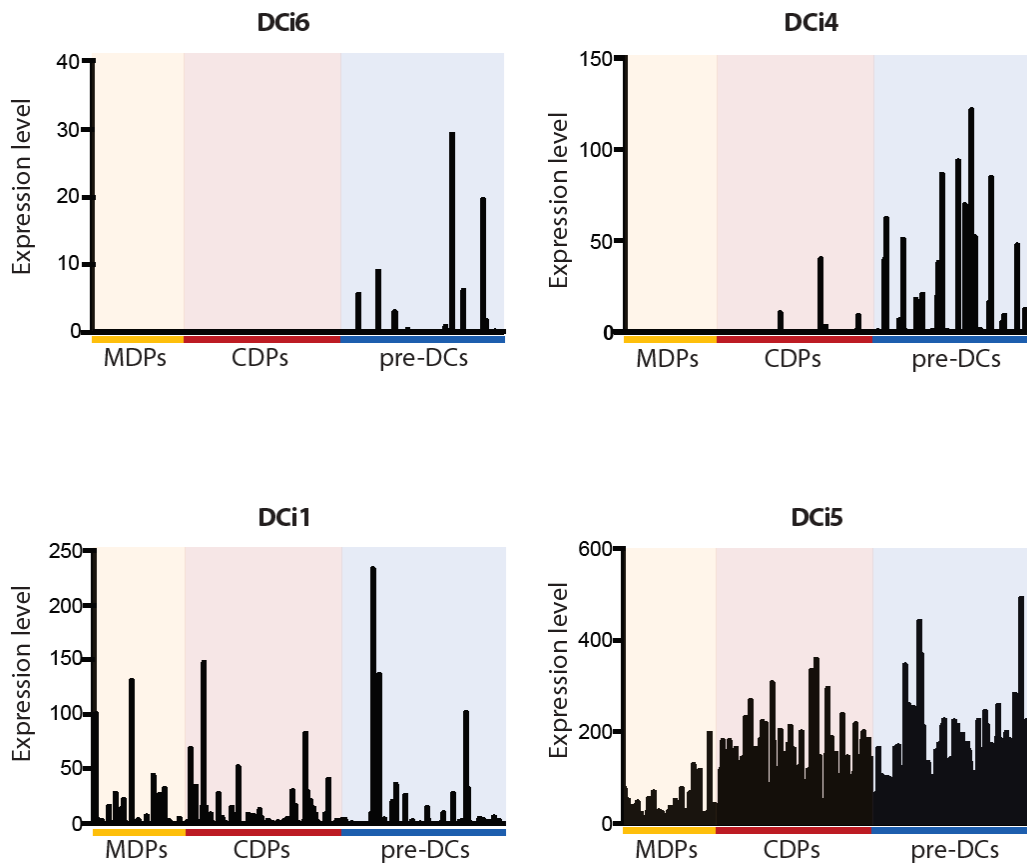 DCi6
Expression level
40
30
20
10
0
MDPs CDPs pre-DCs
DCi4
Expression level
150
100
50
0
MDPs CDPs pre-DCs
DCi1
Expression level
250
200
150
100
50
0
MDPs CDPs pre-DCs
DCi5
Expression level
600
400
200
0
MDPs CDPs pre-DCs